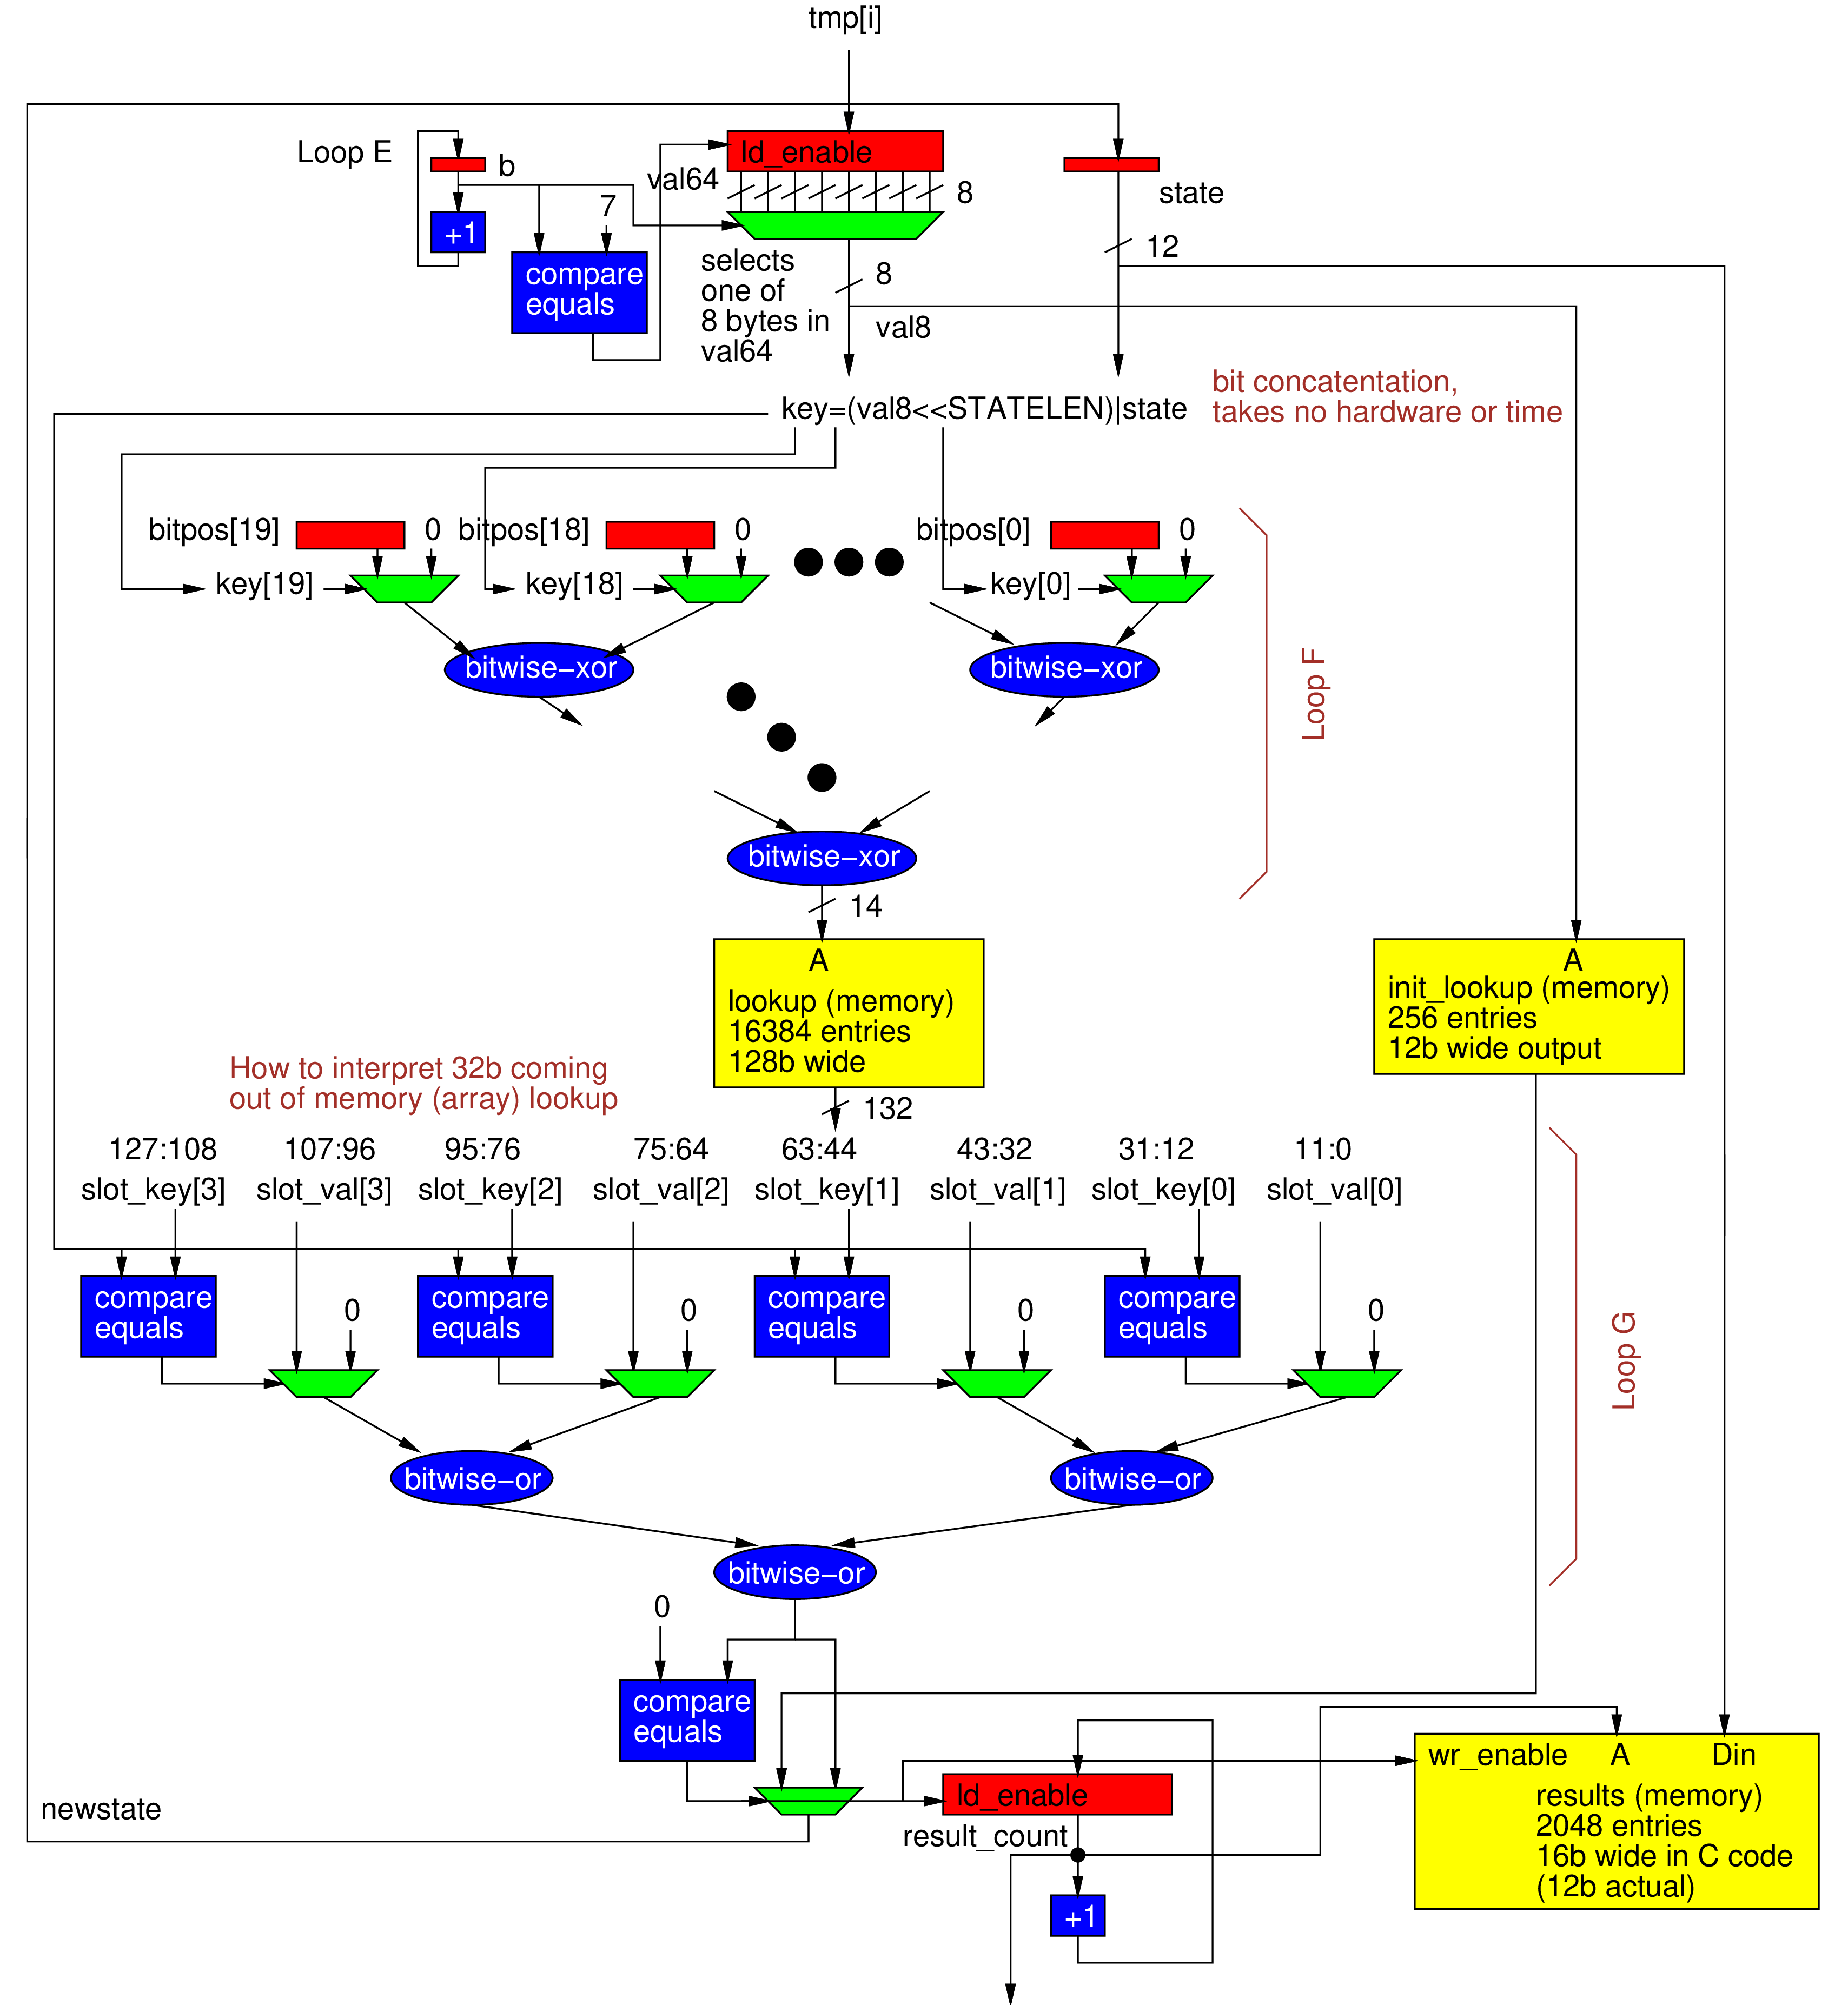 tmp[i]
Loop E
b
ld_enable
val64
8
state
+1
7
12
compare
equals
selects
one of
8 bytes in
val64
8
val8
key=(val8<<STATELEN)|state
bit concatentation,
takes no hardware or time
bitpos[19]
0
bitpos[18]
0
bitpos[0]
0
key[19]
key[18]
key[0]
bitwise–xor
bitwise–xor
Loop F
bitwise–xor
14
A
lookup (memory)
16384 entries
128b wide
A
init_lookup (memory)
256 entries
12b wide output
How to interpret 32b coming
out of memory (array) lookup
132
127:108
107:96
95:76
75:64
63:44
43:32
31:12
11:0
slot_key[3]
slot_val[3]
slot_key[2]
slot_val[2]
slot_key[1]
slot_val[1]
slot_key[0]
slot_val[0]
compare
equals
0
compare
equals
0
compare
equals
0
compare
equals
0
Loop G
bitwise–or
bitwise–or
bitwise–or
0
compare
equals
newstate
ld_enable
result_count
+1
wr_enable
A
Din
results (memory)
2048 entries
16b wide in C code
(12b actual)